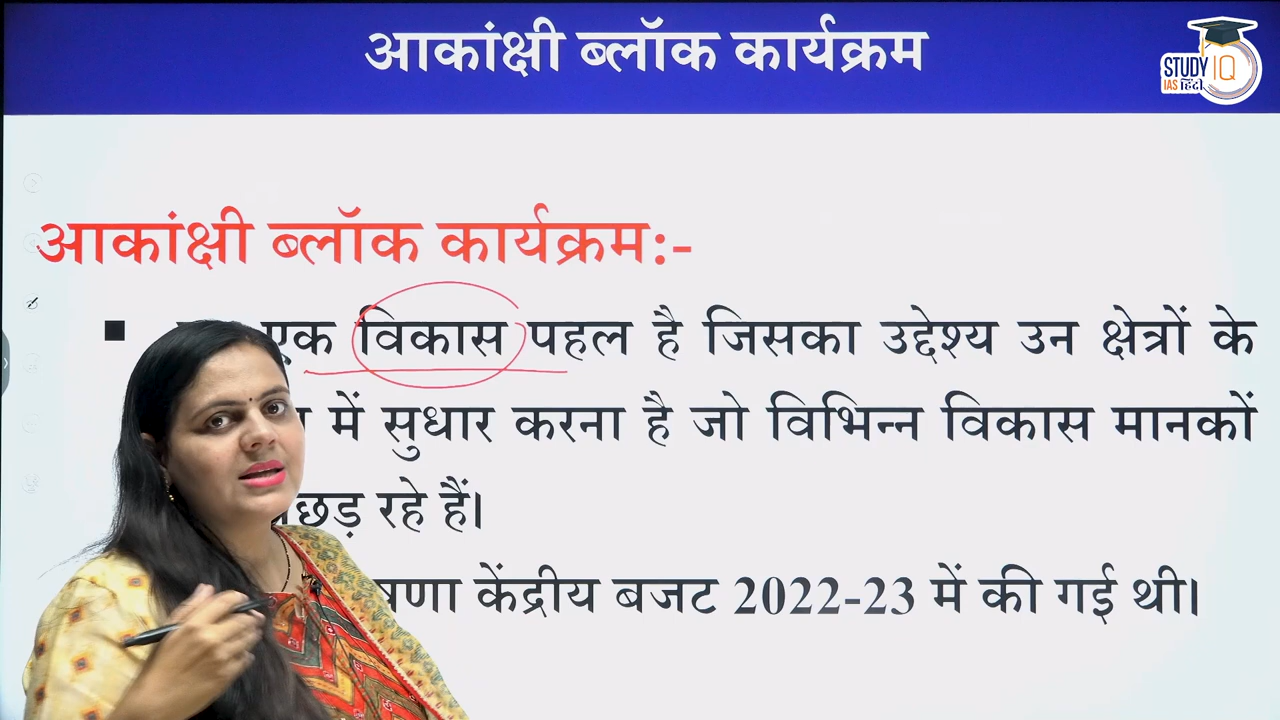 आकांक्षी ब्लॉक कार्यक्रम
STUDY IQ
IAS हिंदी
आकांक्षी ब्लॉक कार्यक्रम:-
एक विकास पहल है जिसका उद्देश्य उन क्षेत्रों के
में सुधार करना है जो विभिन्न विकास मानकों
रहे हैं।
केंद्रीय बजट 2022-23 में की गई थी।